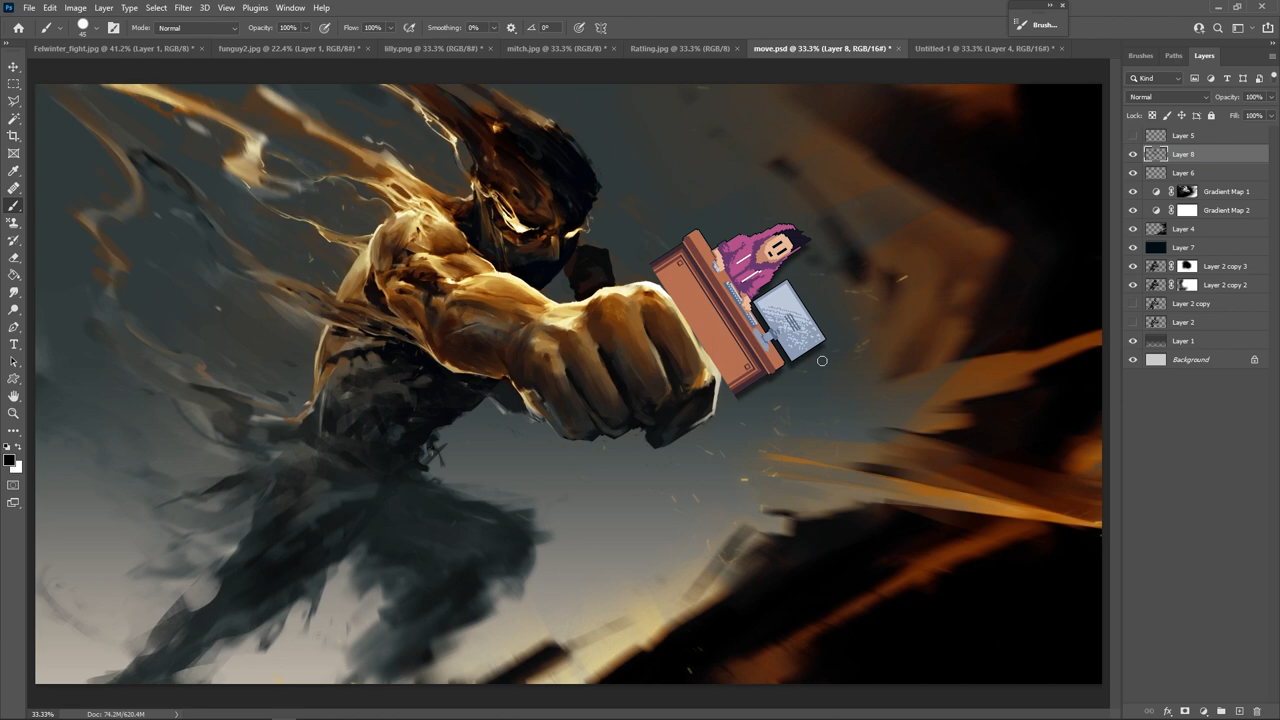 Ps File Edit Image Layer Type Select Filter 3D View Plugins Window Help
45 Mode: Normal Opacity: 100% Flow: 100% Smoothing: 0% 0°
Brush...
Felwinter_fight.jpg @ 41.2% (Layer 1, RGB/8) * × funguy2.jpg @ 22.4% (Layer 1, RGB/8#) * × lilly.png @ 33.3% (RGB/8#) * × mitch.jpg @ 33.3% (RGB/8) * × Ratling.jpg @ 33.3% (RGB/8) × move.psd @ 33.3% (Layer 8, RGB/16#) * × Untitled-1 @ 33.3% (Layer 4, RGB/16#) * ×
Brushes Paths Layers
Kind
Normal Opacity: 100%
Lock: Fill: 100%
Layer 5
Layer 8
Layer 6
Gradient Map 1
Gradient Map 2
Layer 4
Layer 7
Layer 2 copy 3
Layer 2 copy 2
Layer 2 copy
Layer 2
Layer 1
Background
33.33% Doc: 74.2M/620.4M
fx